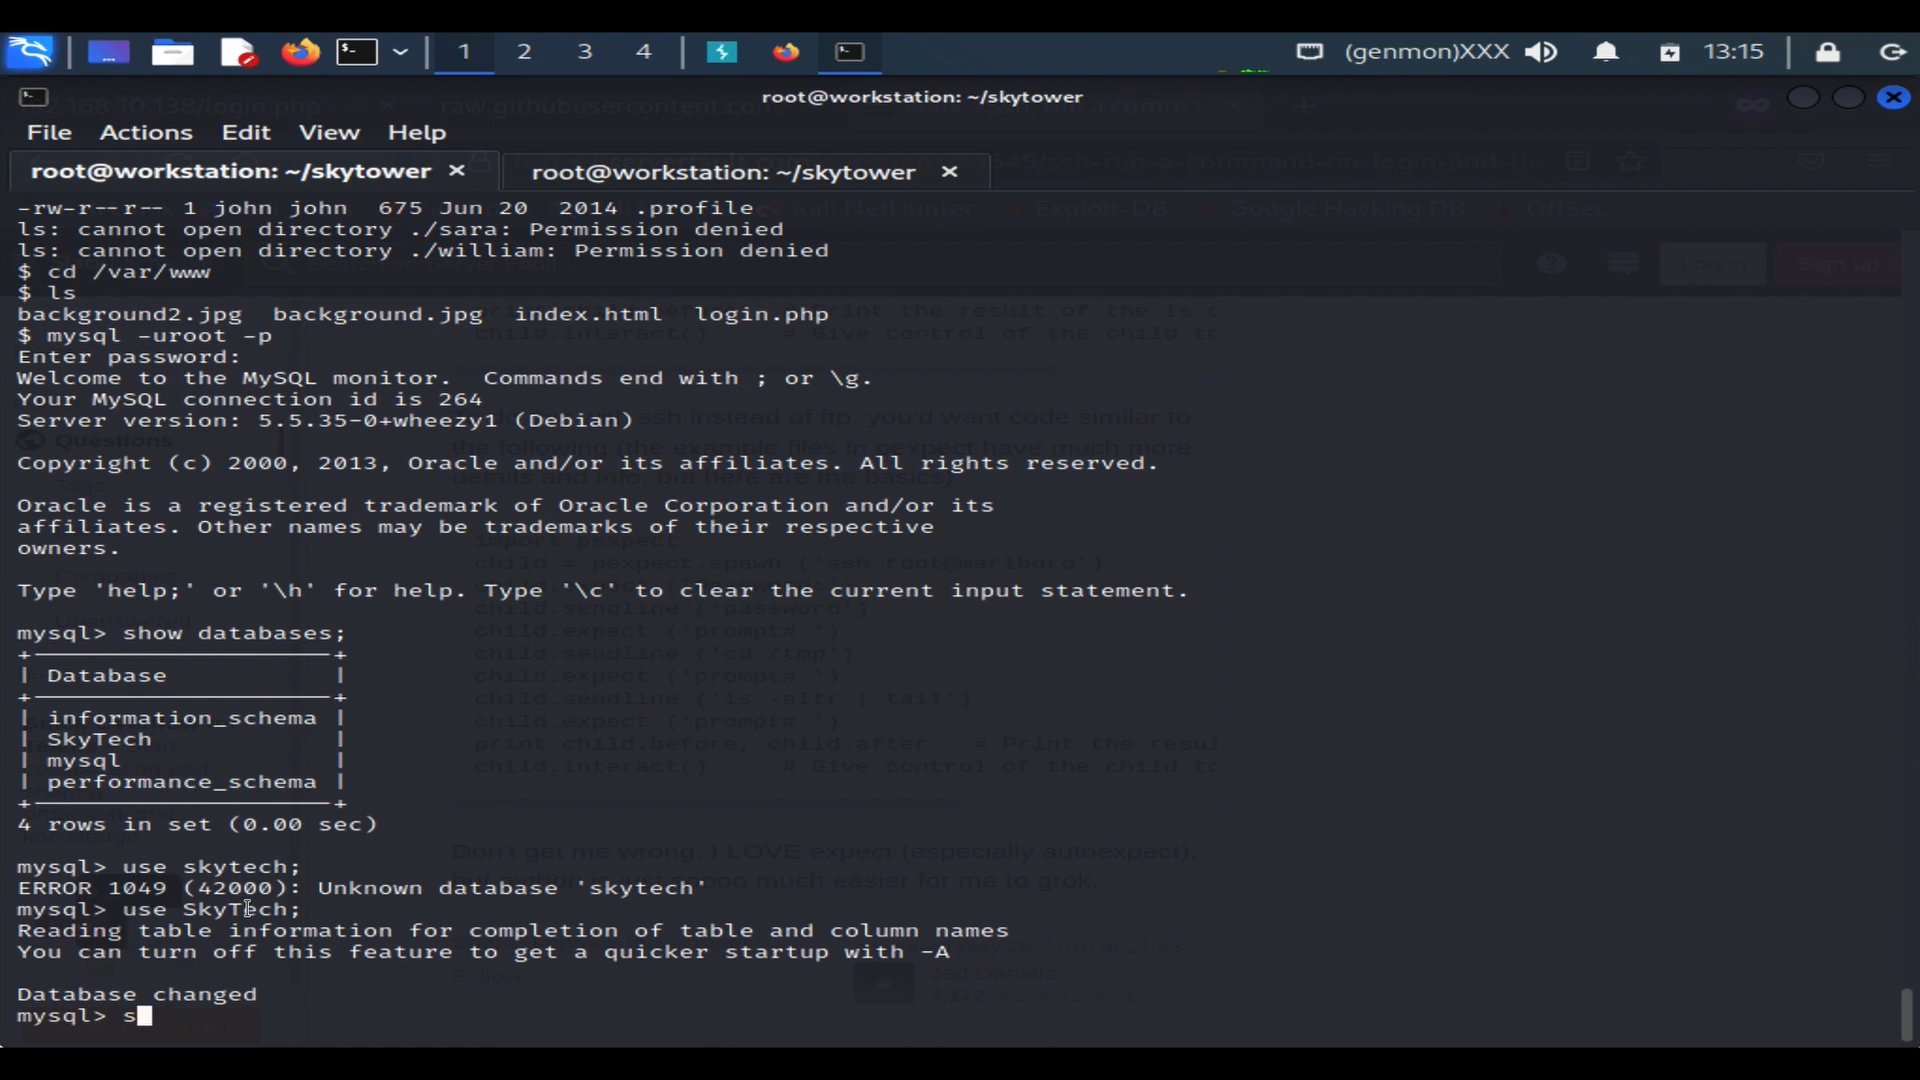 1 2 3 4 (genmon)XXX 13:15
root@workstation: ~/skytower
File Actions Edit View Help
root@workstation: ~/skytower root@workstation: ~/skytower
-rw-r--r-- 1 john john  675 Jun 20  2014 .profile
ls: cannot open directory ./sara: Permission denied
ls: cannot open directory ./william: Permission denied
$ cd /var/www
$ ls
background2.jpg  background.jpg  index.html  login.php
$ mysql -uroot -p
Enter password:
Welcome to the MySQL monitor.  Commands end with ; or \g.
Your MySQL connection id is 264
Server version: 5.5.35-0+wheezy1 (Debian)
Copyright (c) 2000, 2013, Oracle and/or its affiliates. All rights reserved.
Oracle is a registered trademark of Oracle Corporation and/or its
affiliates. Other names may be trademarks of their respective
owners.
Type 'help;' or '\h' for help. Type '\c' to clear the current input statement.
mysql> show databases;
| Database |
| information_schema |
| SkyTech |
| mysql |
| performance_schema |
4 rows in set (0.00 sec)
mysql> use skytech;
ERROR 1049 (42000): Unknown database 'skytech'
mysql> use SkyTech;
Reading table information for completion of table and column names
You can turn off this feature to get a quicker startup with -A
Database changed
mysql> s